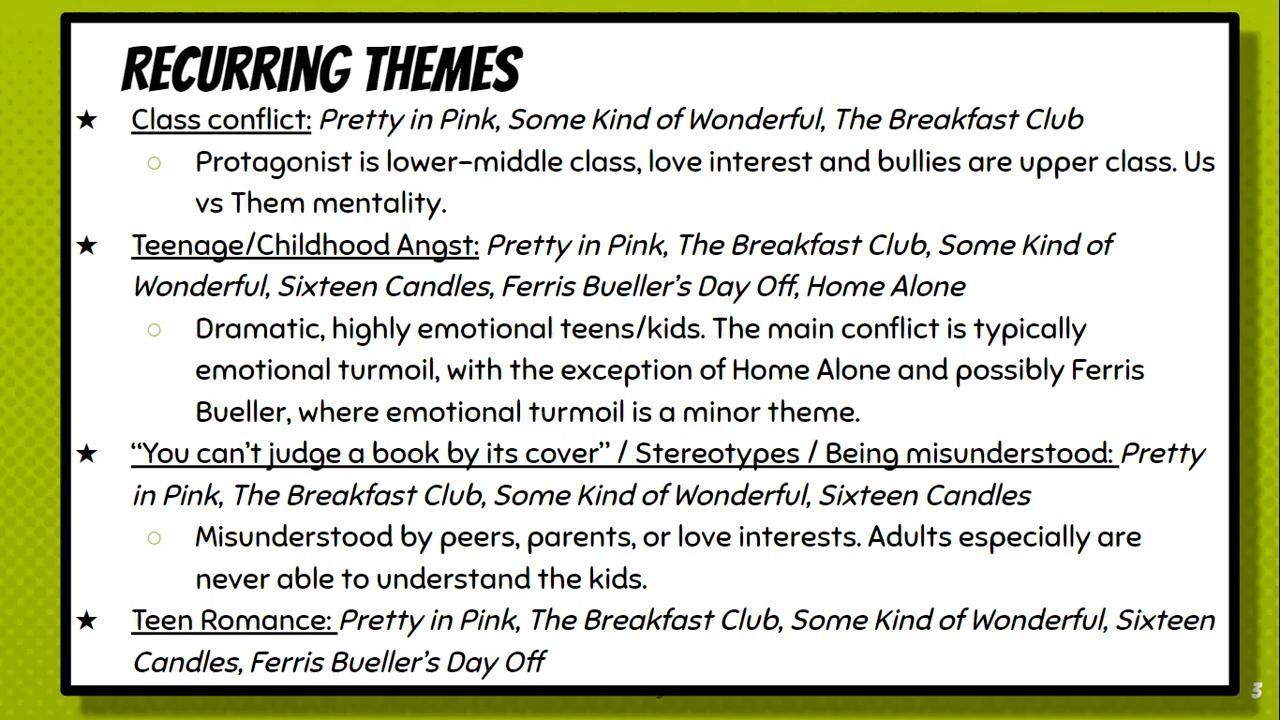 RECURRING THEMES
★ Class conflict: Pretty in Pink, Some Kind of Wonderful, The Breakfast Club
○ Protagonist is lower-middle class, love interest and bullies are upper class. Us
vs Them mentality.
★ Teenage/Childhood Angst: Pretty in Pink, The Breakfast Club, Some Kind of
Wonderful, Sixteen Candles, Ferris Bueller's Day Off, Home Alone
○ Dramatic, highly emotional teens/kids. The main conflict is typically
emotional turmoil, with the exception of Home Alone and possibly Ferris
Bueller, where emotional turmoil is a minor theme.
★ “You can't judge a book by its cover” / Stereotypes / Being misunderstood: Pretty
in Pink, The Breakfast Club, Some Kind of Wonderful, Sixteen Candles
○ Misunderstood by peers, parents, or love interests. Adults especially are
never able to understand the kids.
★ Teen Romance: Pretty in Pink, The Breakfast Club, Some Kind of Wonderful, Sixteen
Candles, Ferris Bueller's Day Off
3